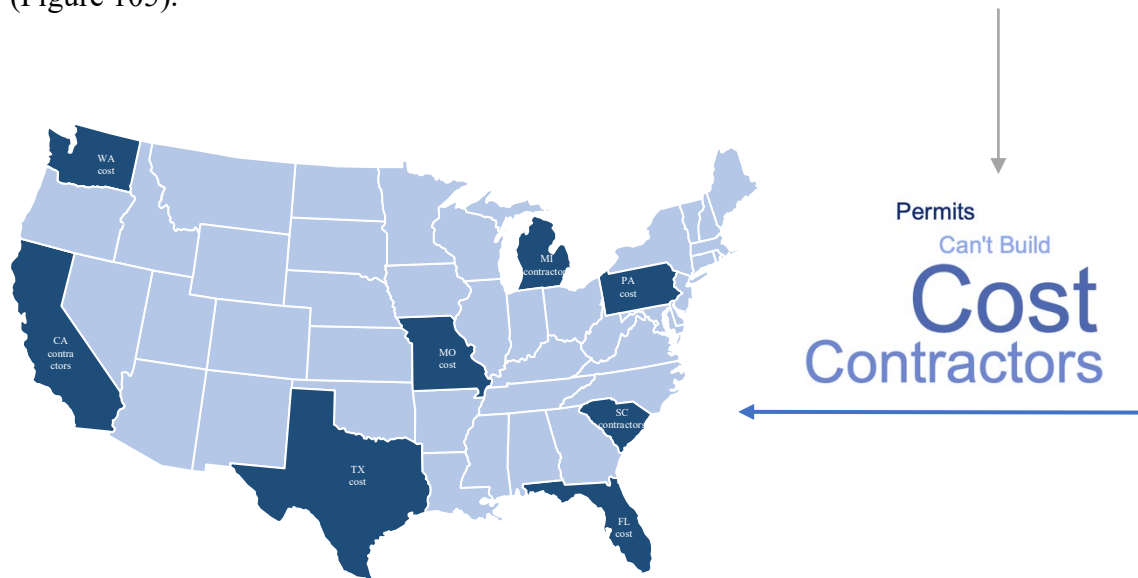 (Figure 105).
WA
cost
MI
contractor
PA
cost
CA
contra
ctors
MO
cost
SC
contractors
TX
cost
FL
cost
Permits
Can't Build
Cost
Contractors